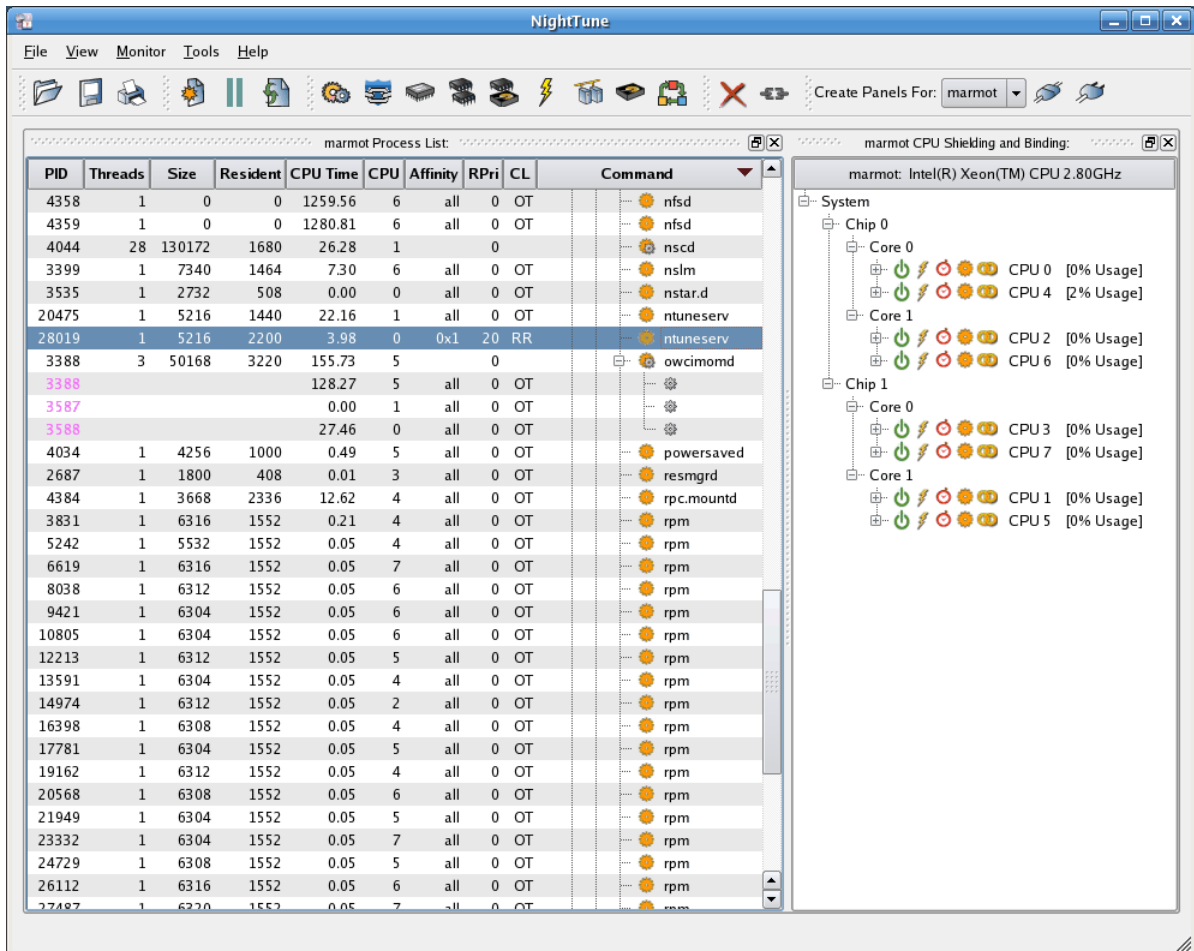 NightTune
File View Monitor Tools Help
Create Panels For: marmot
marmot Process List:
PID Threads Size Resident CPU Time CPU Affinity RPri CL Command
4358 1 0 0 1259.56 6 all 0 OT nfsd
4359 1 0 0 1280.81 6 all 0 OT nfsd
4044 28 130172 1680 26.28 1 0 nscd
3399 1 7340 1464 7.30 6 all 0 OT nslm
3535 1 2732 508 0.00 0 all 0 OT nstar.d
20475 1 5216 1440 22.16 1 all 0 OT ntuneserv
28019 1 5216 2200 3.98 0 0x1 20 RR ntuneserv
3388 3 50168 3220 155.73 5 0 owcimomd
3388 128.27 5 all 0 OT
3587 0.00 1 all 0 OT
3588 27.46 0 all 0 OT
4034 1 4256 1000 0.49 5 all 0 OT powersaved
2687 1 1800 408 0.01 3 all 0 OT resmgrd
4384 1 3668 2336 12.62 4 all 0 OT rpc.mountd
3831 1 6316 1552 0.21 4 all 0 OT rpm
5242 1 5532 1552 0.05 4 all 0 OT rpm
6619 1 6316 1552 0.05 7 all 0 OT rpm
8038 1 6312 1552 0.05 6 all 0 OT rpm
9421 1 6304 1552 0.05 6 all 0 OT rpm
10805 1 6304 1552 0.05 6 all 0 OT rpm
12213 1 6312 1552 0.05 5 all 0 OT rpm
13591 1 6304 1552 0.05 4 all 0 OT rpm
14974 1 6312 1552 0.05 2 all 0 OT rpm
16398 1 6308 1552 0.05 4 all 0 OT rpm
17781 1 6304 1552 0.05 5 all 0 OT rpm
19162 1 6312 1552 0.05 4 all 0 OT rpm
20568 1 6308 1552 0.05 6 all 0 OT rpm
21949 1 6304 1552 0.05 5 all 0 OT rpm
23332 1 6304 1552 0.05 7 all 0 OT rpm
24729 1 6308 1552 0.05 5 all 0 OT rpm
26112 1 6316 1552 0.05 6 all 0 OT rpm
27487 1 6320 1552 0.05 7 all 0 OT rpm
marmot CPU Shielding and Binding:
marmot: Intel(R) Xeon(TM) CPU 2.80GHz
System
Chip 0
Core 0
CPU 0 [0% Usage]
CPU 4 [2% Usage]
Core 1
CPU 2 [0% Usage]
CPU 6 [0% Usage]
Chip 1
Core 0
CPU 3 [0% Usage]
CPU 7 [0% Usage]
Core 1
CPU 1 [0% Usage]
CPU 5 [0% Usage]